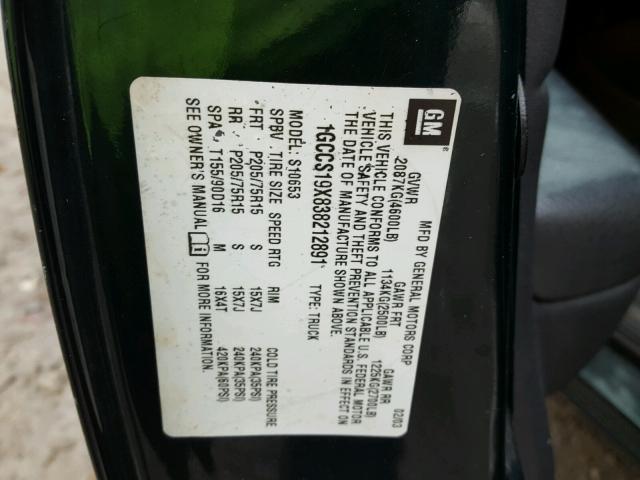 GM
MFD BY GENERAL MOTORS CORP 02/03
GVWR GAWR FRT GAWR RR
2087KG(4600LB) 1134KG(2500LB) 1225KG(2700LB)
THIS VEHICLE CONFORMS TO ALL APPLICABLE U.S. FEDERAL MOTOR
VEHICLE SAFETY AND THEFT PREVENTION STANDARDS IN EFFECT ON
THE DATE OF MANUFACTURE SHOWN ABOVE.
1GCCS19X838212891 TYPE: TRUCK
MODEL: S10653
SPBV TIRE SIZE SPEED RTG RIM COLD TIRE PRESSURE
FRT P205/75R15 S 15X7J 240KPA(35PSI)
RR P205/75R15 S 15X7J 240KPA(35PSI)
SPA T155/90D16 M 16X4T 420KPA(60PSI)
SEE OWNER'S MANUAL FOR MORE INFORMATION.